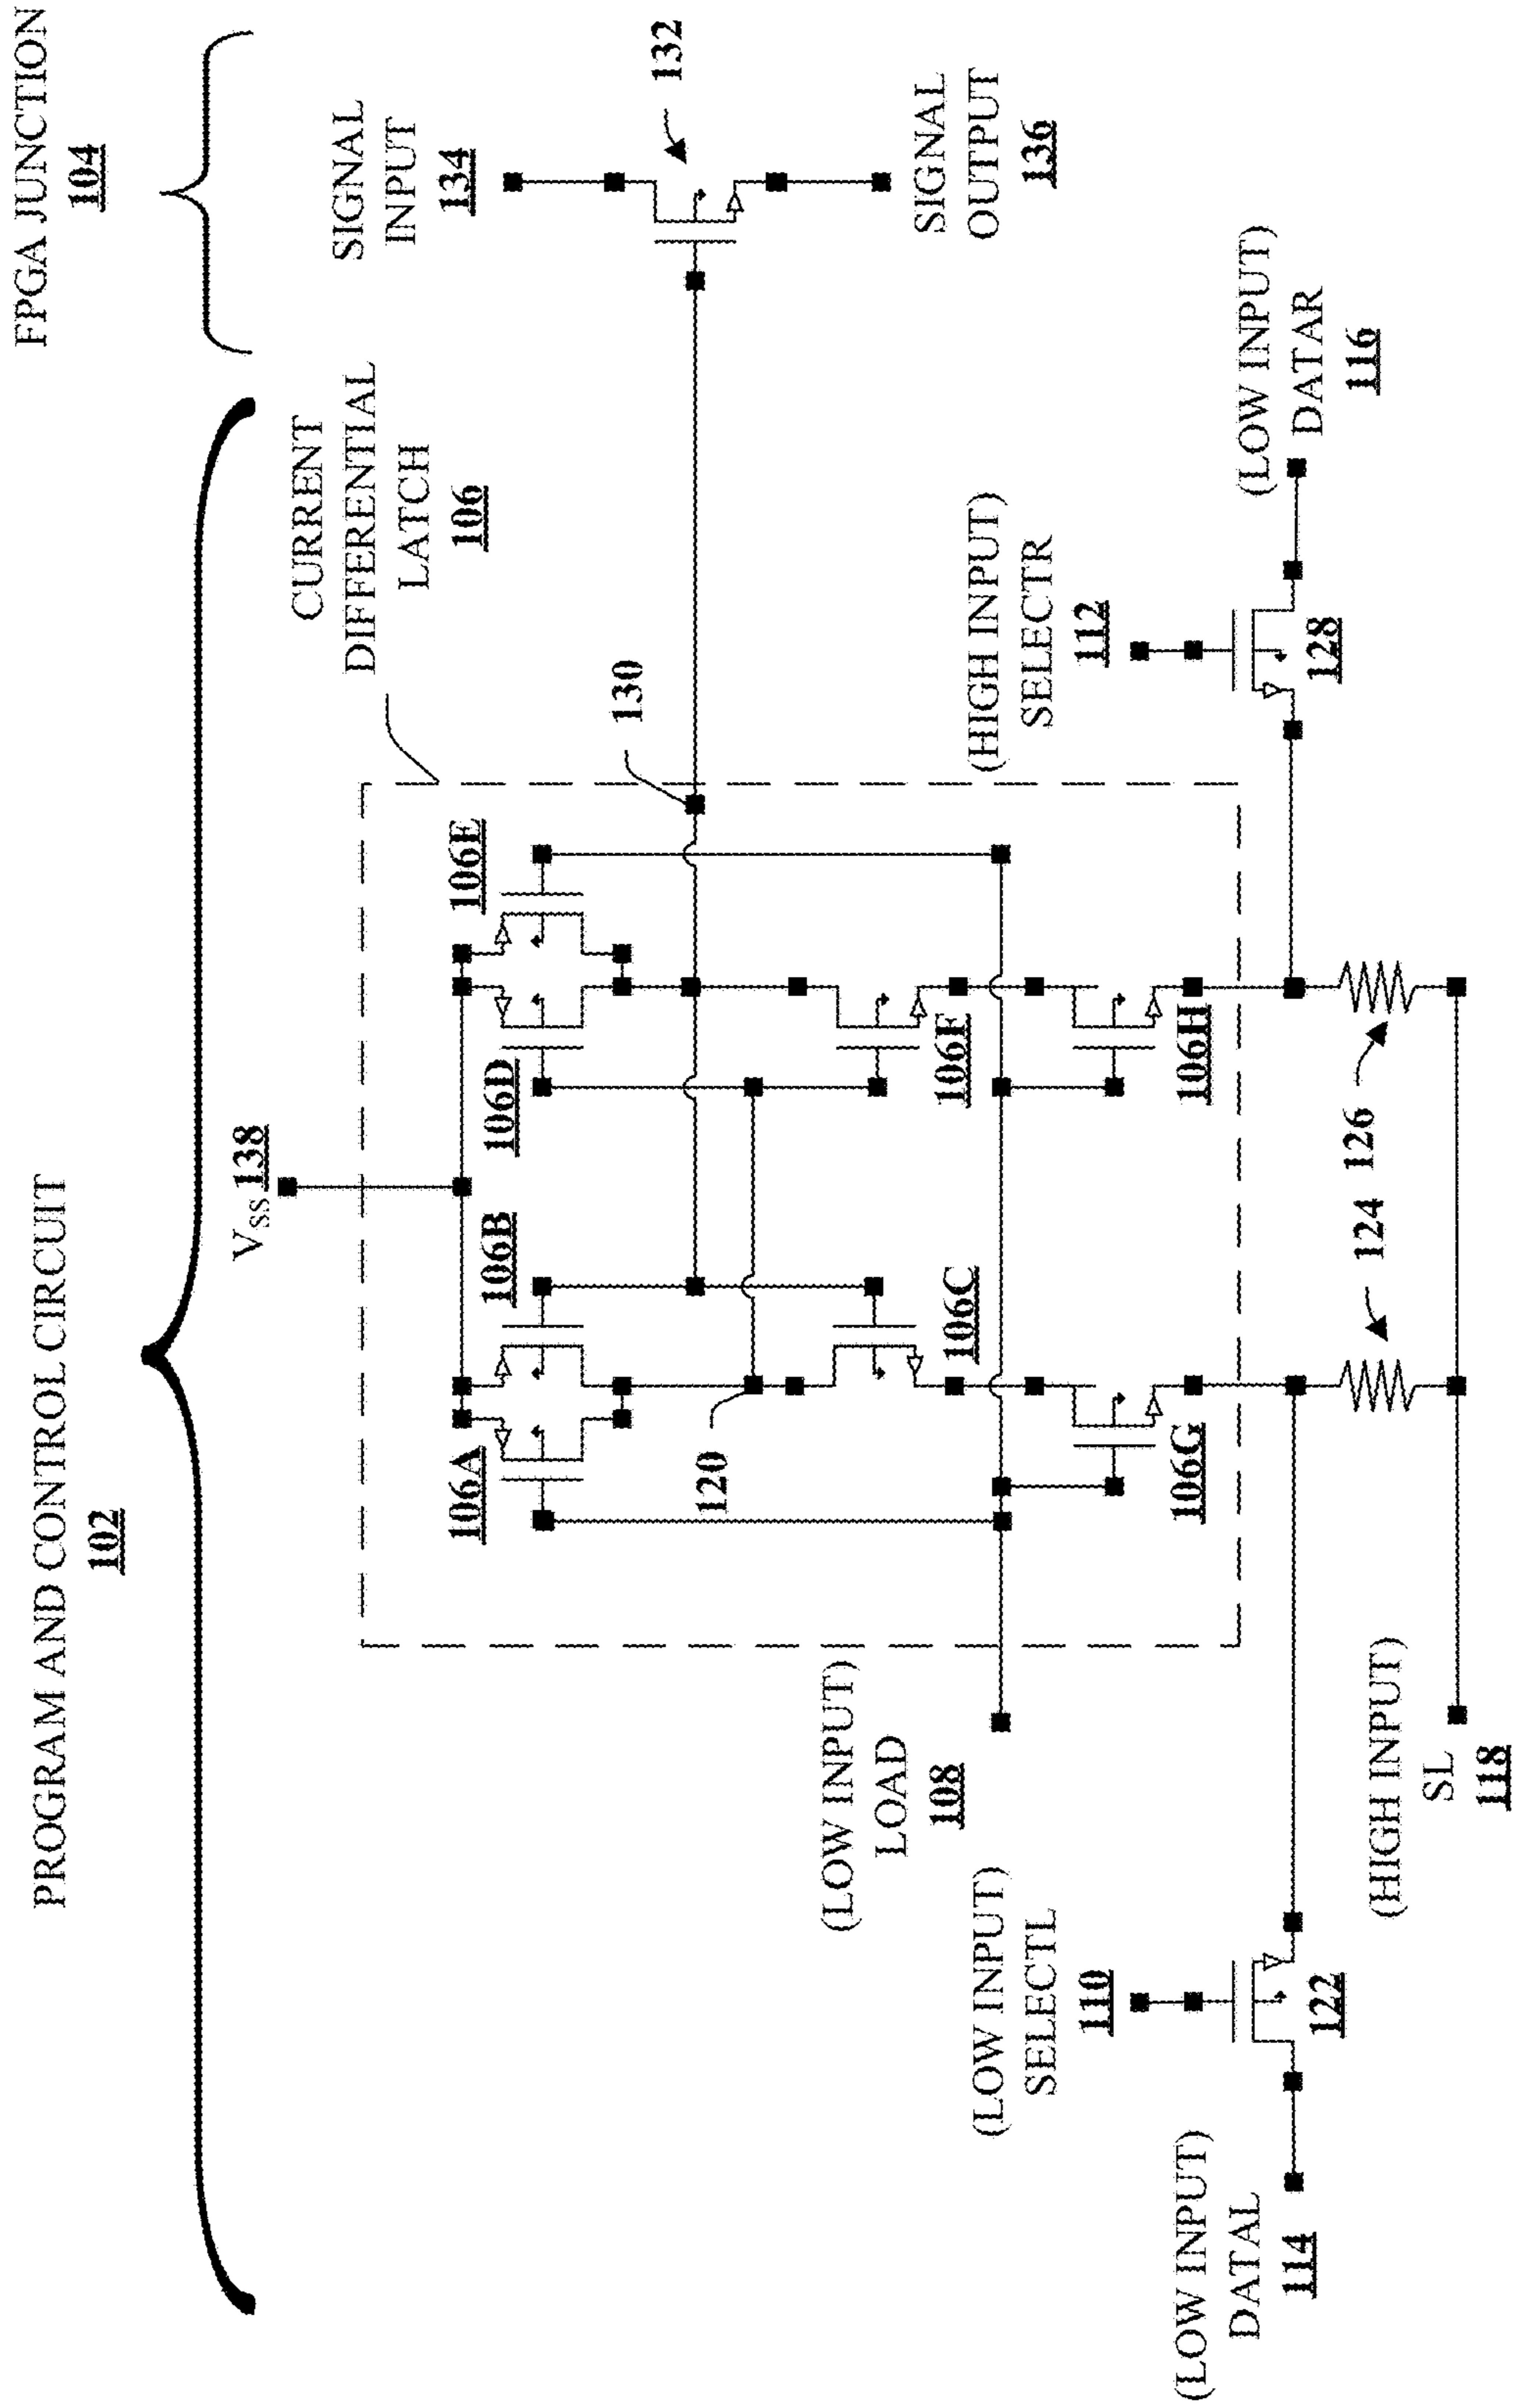 PROGRAM AND CONTROL CIRCUIT
102
FPGA JUNCTION
104
V_SS 138
CURRENT
DIFFERENTIAL
LATCH
106
SIGNAL
INPUT
134
132
SIGNAL
OUTPUT
136
106A
106B
106D
106E
120
130
106C
106F
106G
106H
(LOW INPUT)
LOAD
108
(LOW INPUT)
SELECTL
110
(HIGH INPUT)
SELECTR
112
(LOW INPUT)
DATAL
114
122
128
(LOW INPUT)
DATAR
116
124
126
(HIGH INPUT)
SL
118